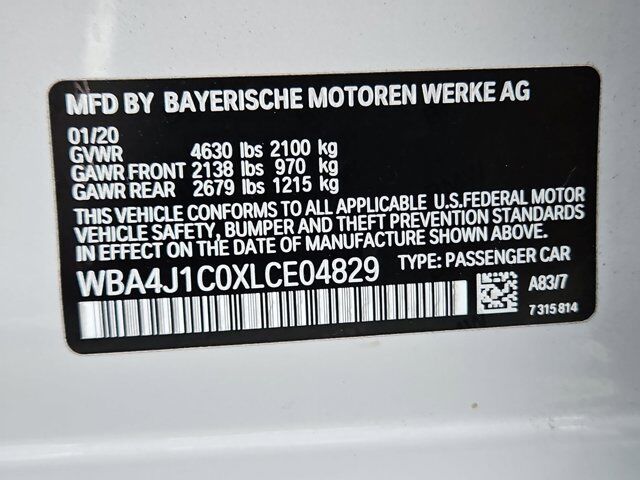 MFD BY BAYERISCHE MOTOREN WERKE AG
01/20
GVWR 4630 lbs 2100 kg
GAWR FRONT 2138 lbs 970 kg
GAWR REAR 2679 lbs 1215 kg
THIS VEHICLE CONFORMS TO ALL APPLICABLE U.S.FEDERAL MOTOR
VEHICLE SAFETY, BUMPER AND THEFT PREVENTION STANDARDS
IN EFFECT ON THE DATE OF MANUFACTURE SHOWN ABOVE.
WBA4J1C0XLCE04829 TYPE: PASSENGER CAR
A83/7
7315814